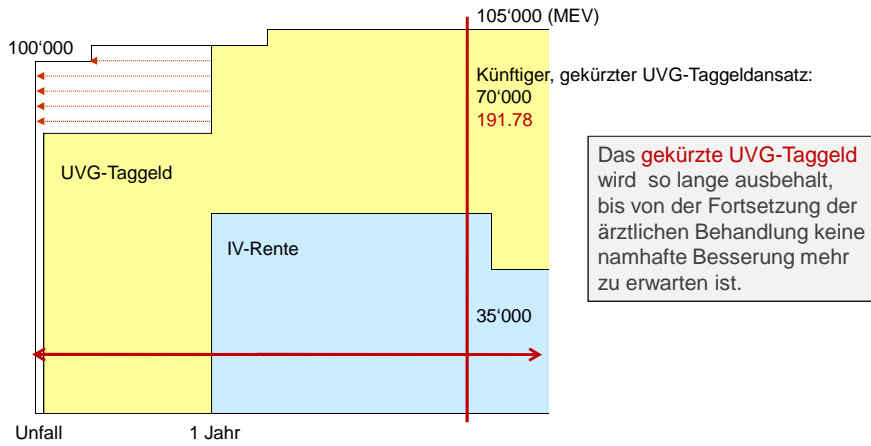 105'000 (MEV)
100‘000
Künftiger, gekürzter UVG-Taggeldansatz:
70‘000
191.78
UVG-Taggeld
IV-Rente
35‘000
Unfall
1 Jahr
Das gekürzte UVG-Taggeld
wird so lange ausbehalt,
bis von der Fortsetzung der
ärztlichen Behandlung keine
namhafte Besserung mehr
zu erwarten ist.